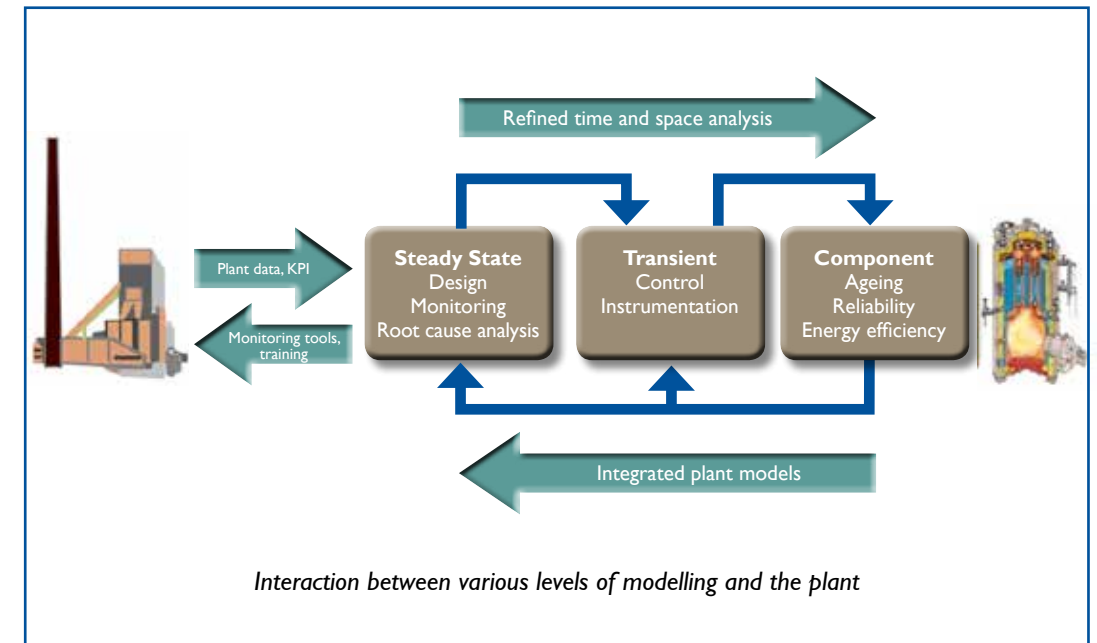 Refined time and space analysis
Plant data, KPI
Monitoring tools,
training
Steady State
Design
Monitoring
Root cause analysis
Transient
Control
Instrumentation
Component
Ageing
Reliability
Energy efficiency
Integrated plant models
Interaction between various levels of modelling and the plant